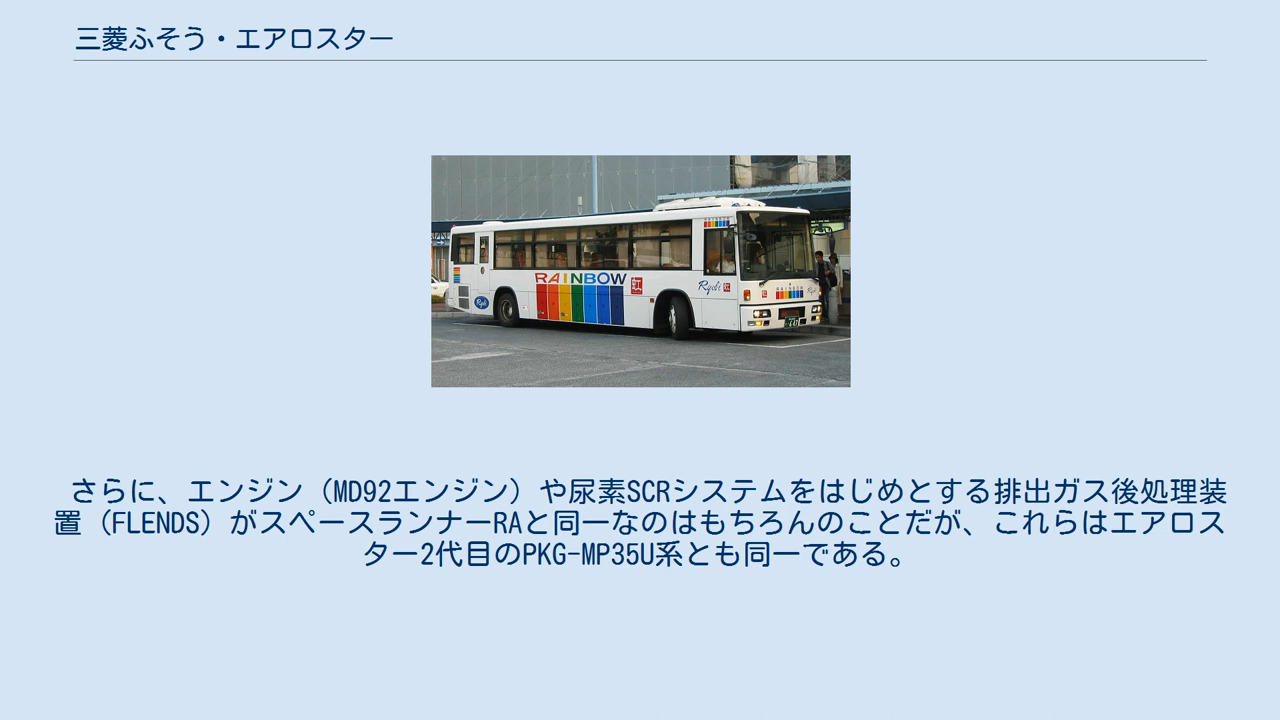 三菱ふそう・エアロスター
RAINBOW
虹
Ryobi
Ryobi
RAINBOW
さらに、エンジン（MD92エンジン）や尿素SCRシステムをはじめとする排出ガス後処理装
置（FLENDS）がスペースランナーRAと同一なのはもちろんのことだが、これらはエアロス
ター2代目のPKG-MP35U系とも同一である。